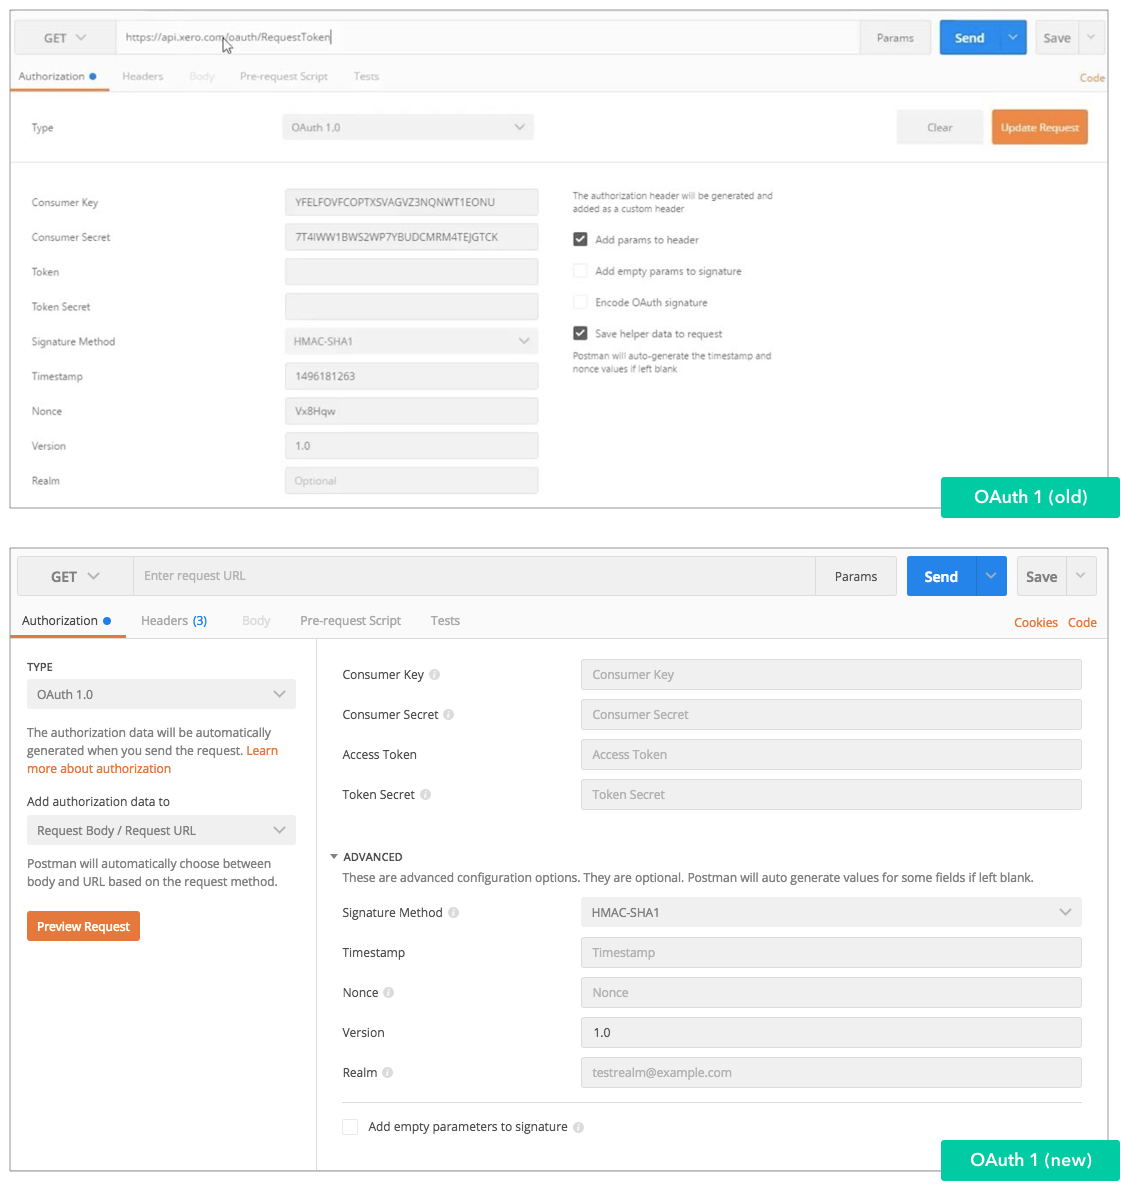 GET https://api.xero.com/oauth/RequestToken Params Send Save
Authorization Headers Body Pre-request Script Tests Code
Type OAuth 1.0 Clear Update Request
Consumer Key YFELFOVFCOPTXSVAGVZ3NQNWT1EONU
Consumer Secret 7T4IWW1BWS2WP7YBUDCMRM4TEJGTCK
Token
Token Secret
Signature Method HMAC-SHA1
Timestamp 1496181263
Nonce Vx8Hqw
Version 1.0
Realm Optional
The authorization header will be generated and
added as a custom header
Add params to header
Add empty params to signature
Encode OAuth signature
Save helper data to request
Postman will auto-generate the timestamp and
nonce values if left blank
OAuth 1 (old)
GET Enter request URL Params Send Save
Authorization Headers (3) Body Pre-request Script Tests Cookies Code
TYPE
OAuth 1.0
The authorization data will be automatically
generated when you send the request. Learn
more about authorization
Add authorization data to
Request Body / Request URL
Postman will automatically choose between
body and URL based on the request method.
Preview Request
Consumer Key Consumer Key
Consumer Secret Consumer Secret
Access Token Access Token
Token Secret Token Secret
ADVANCED
These are advanced configuration options. They are optional. Postman will auto generate values for some fields if left blank.
Signature Method HMAC-SHA1
Timestamp Timestamp
Nonce Nonce
Version 1.0
Realm testrealm@example.com
Add empty parameters to signature
OAuth 1 (new)